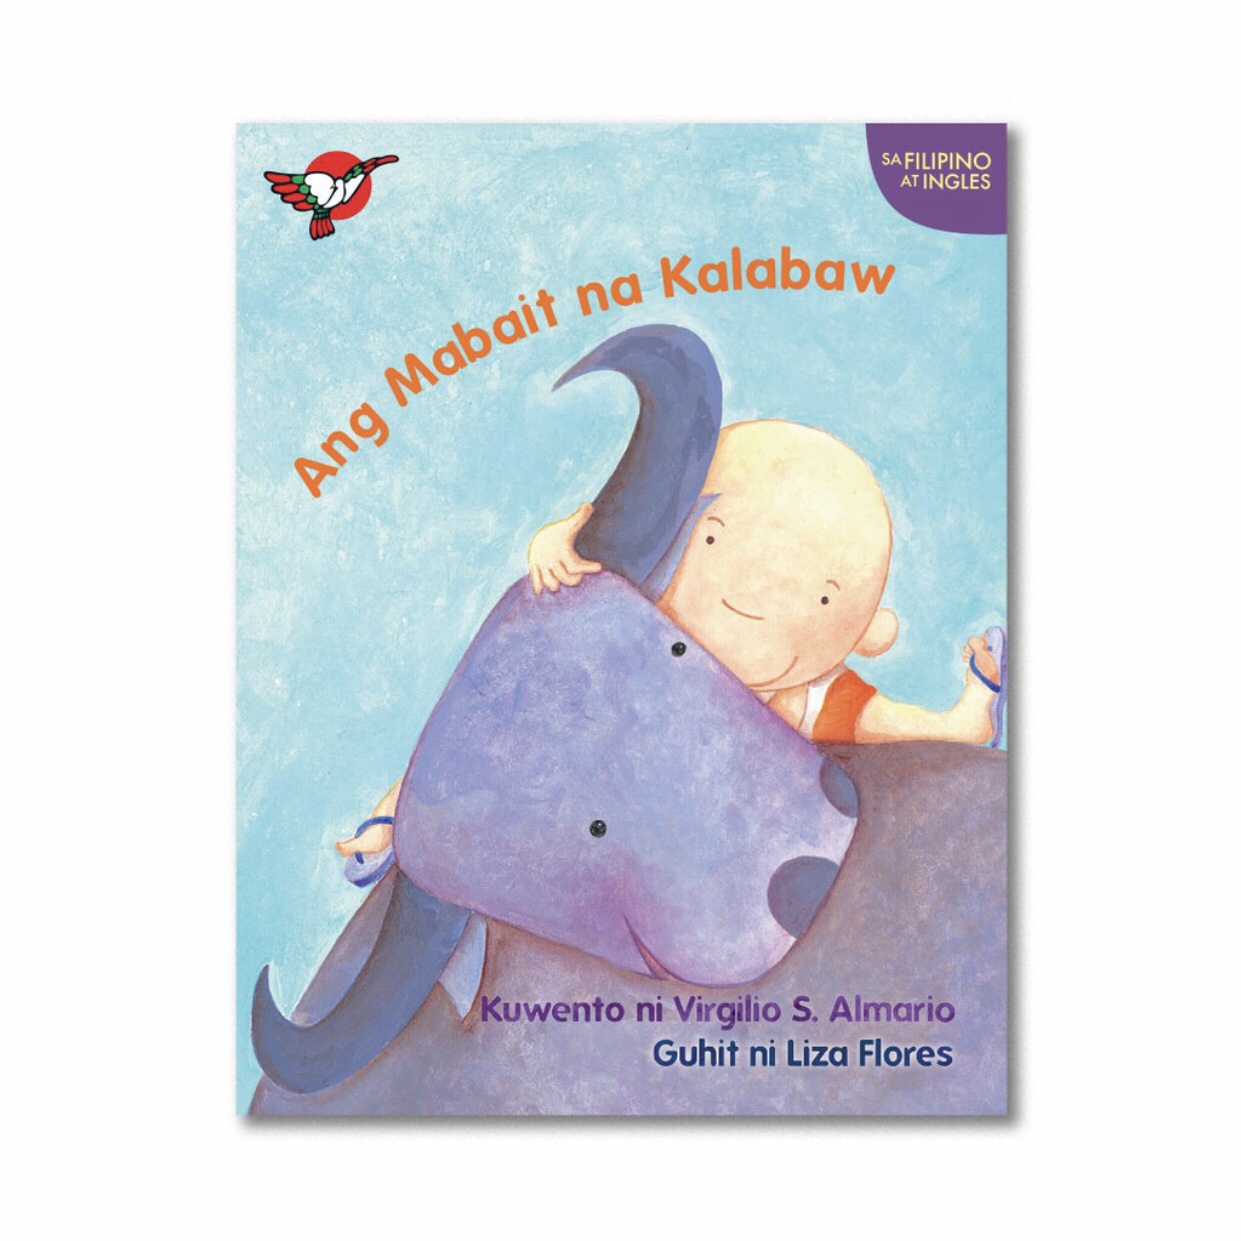 SA FILIPINO
AT INGLES
Ang Mabait na Kalabaw
Kuwento ni Virgilio S. Almario
Guhit ni Liza Flores